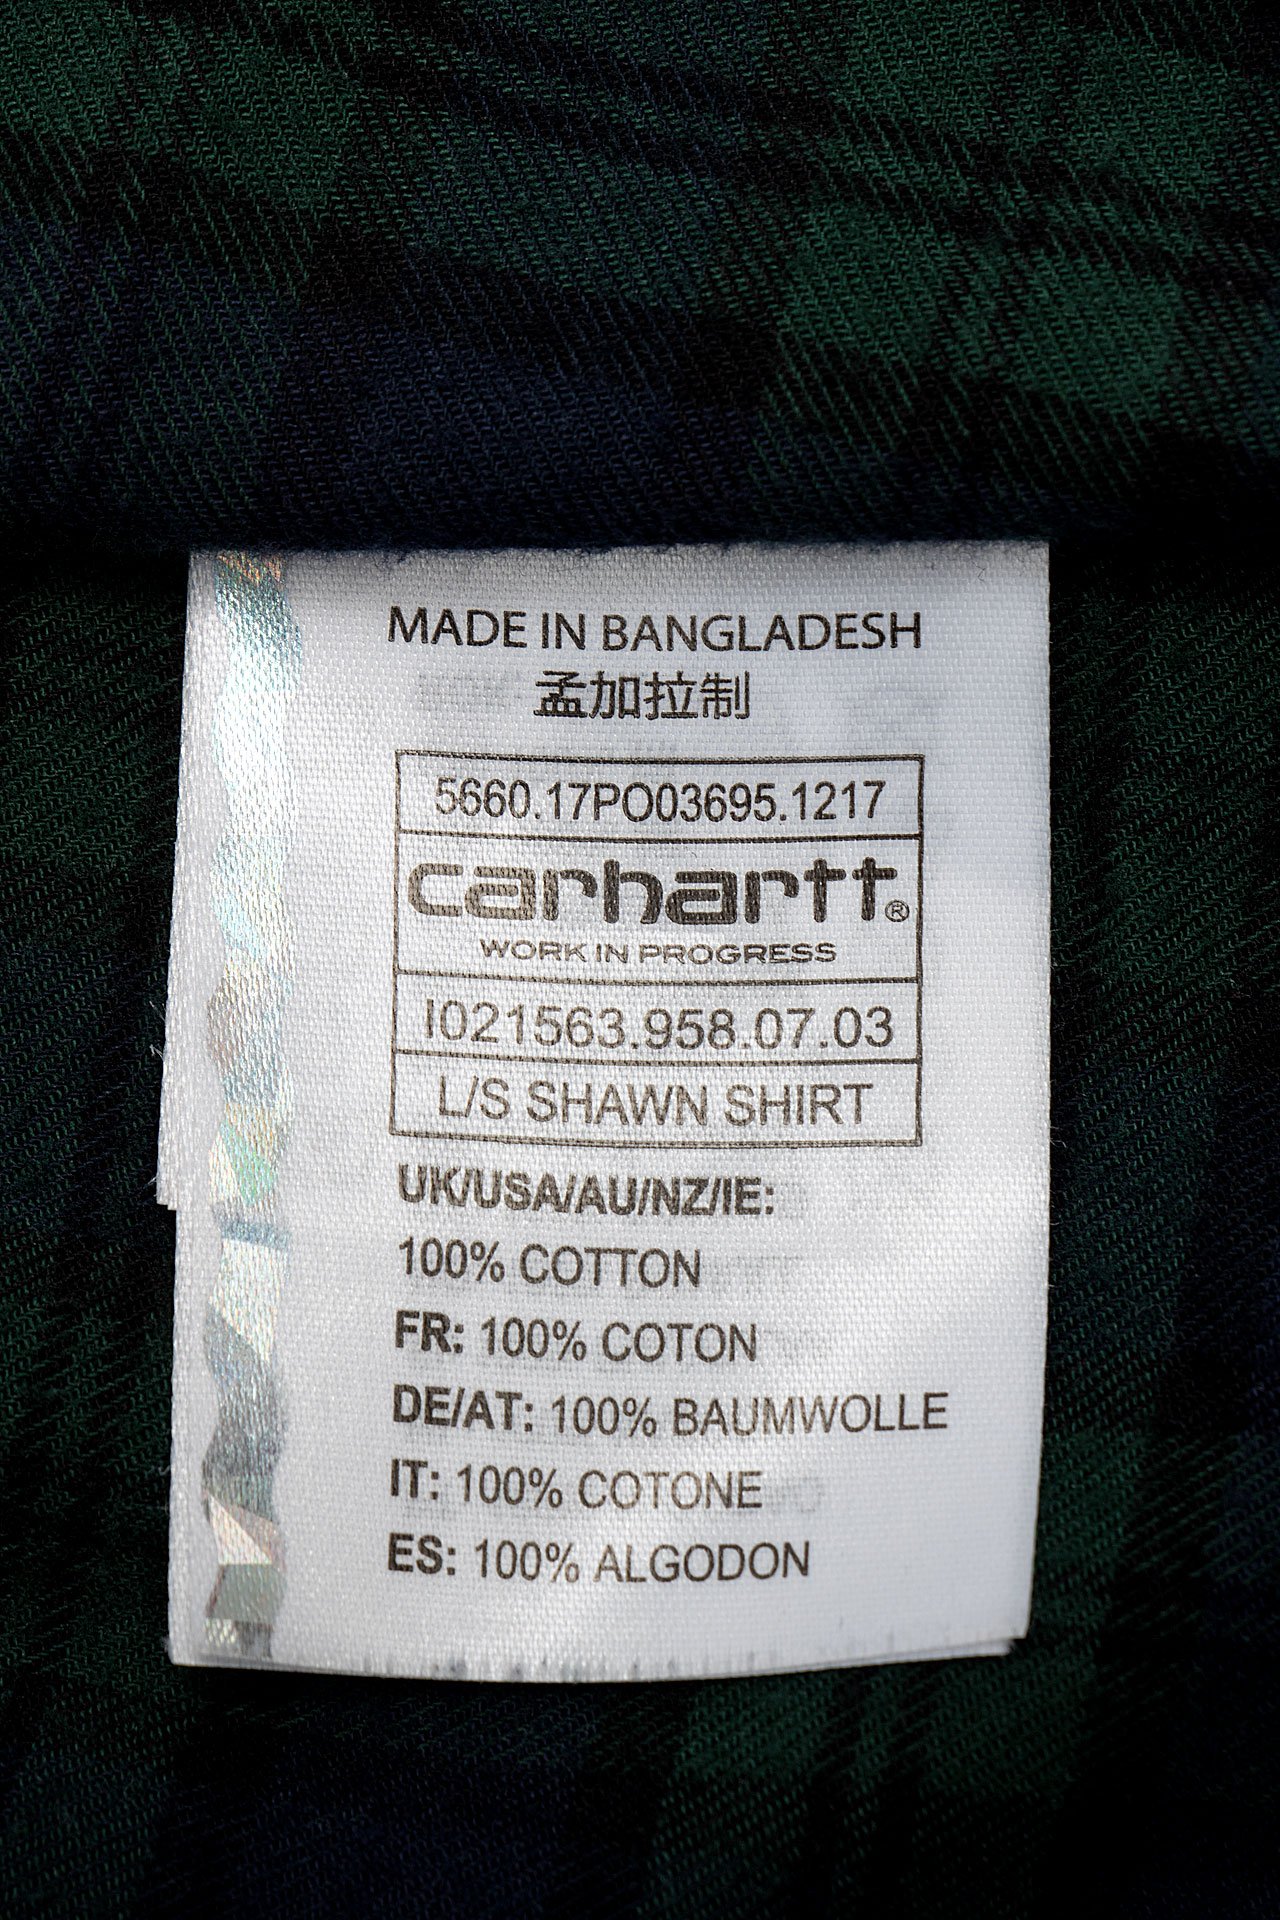 MADE IN BANGLADESH
孟加拉制
5660.17PO03695.1217
carhartt®
WORK IN PROGRESS
I021563.958.07.03
L/S SHAWN SHIRT
UK/USA/AU/NZ/IE:
100% COTTON
FR: 100% COTON
DE/AT: 100% BAUMWOLLE
IT: 100% COTONE
ES: 100% ALGODON